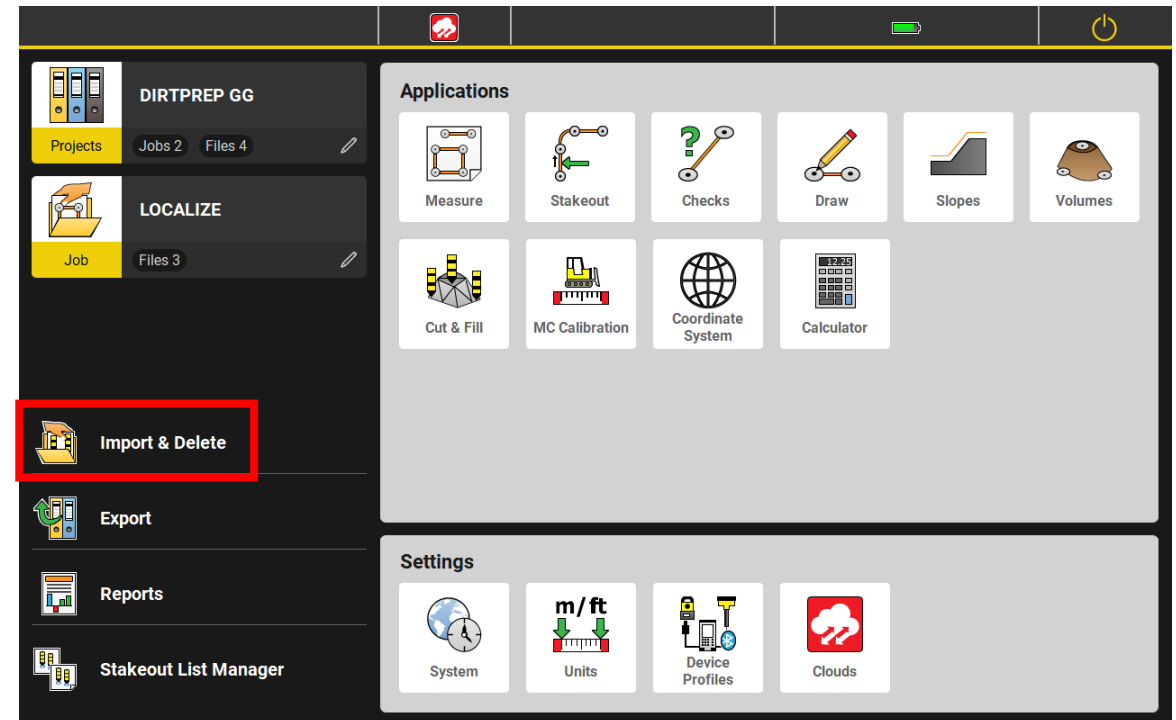 DIRTPREP GG
Projects
Jobs 2 Files 4
LOCALIZE
Job
Files 3
Import & Delete
Export
Reports
Stakeout List Manager
Applications
Measure
Stakeout
?
Checks
Draw
Slopes
Volumes
Cut & Fill
MC Calibration
Coordinate
System
12.25
Calculator
Settings
System
m/ft
Units
Device
Profiles
Clouds